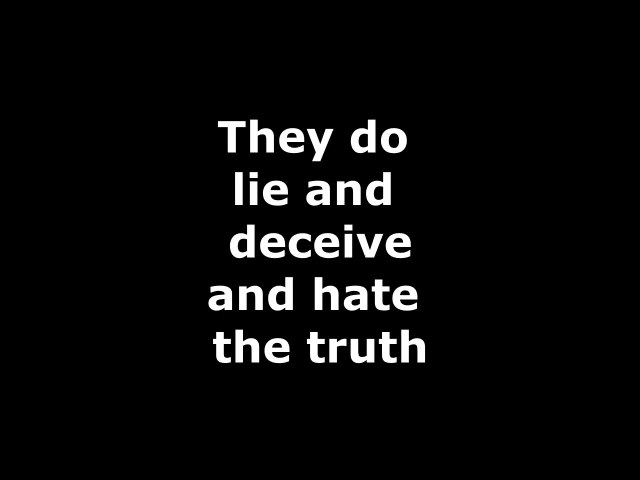 They do
lie and
deceive
and hate
the truth